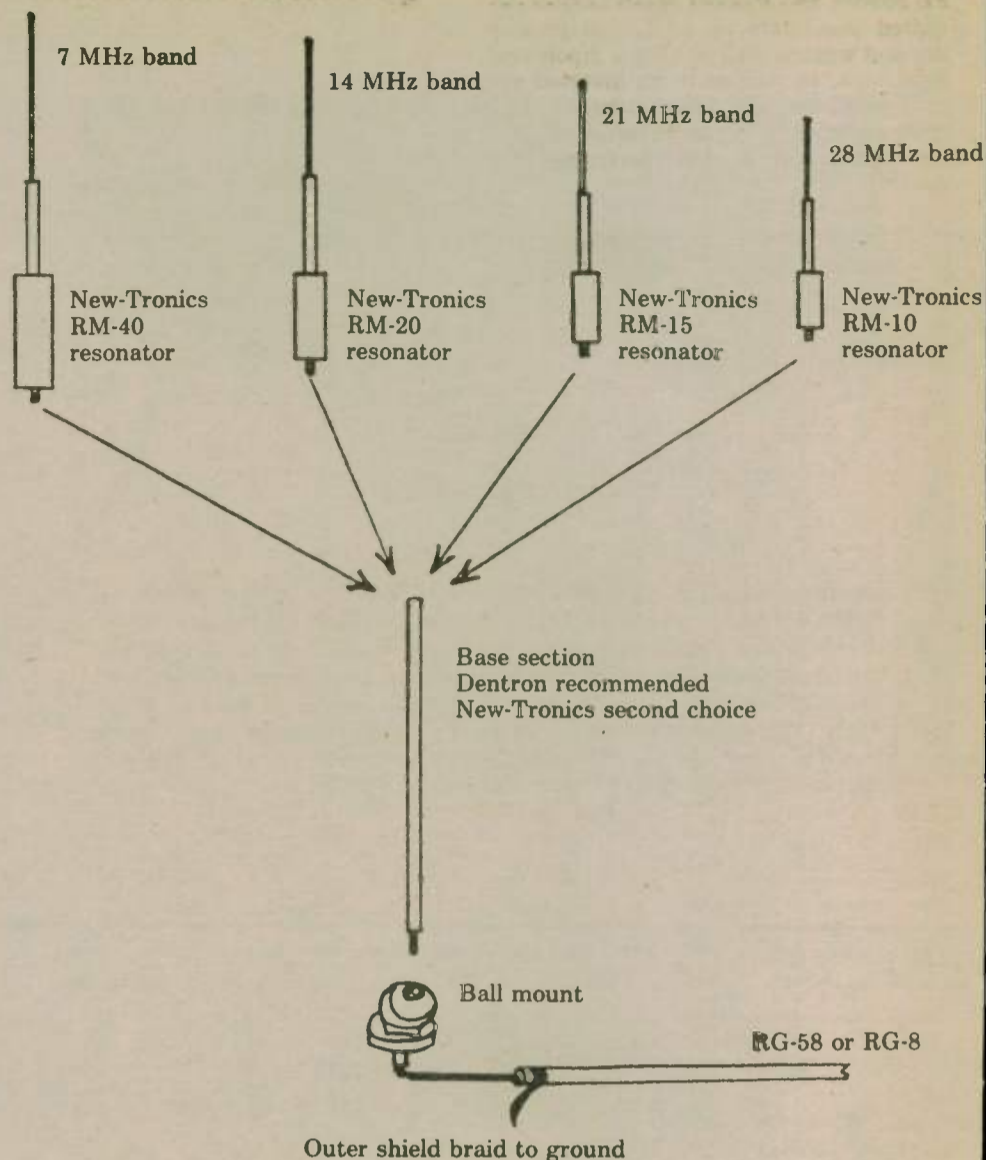 7 MHz band
14 MHz band
21 MHz band
28 MHz band
New-Tronics
RM-40
resonator
New-Tronics
RM-20
resonator
New-Tronics
RM-15
resonator
New-Tronics
RM-10
resonator
Base section
Dentron recommended
New-Tronics second choice
Ball mount
RG-58 or RG-8
Outer shield braid to ground